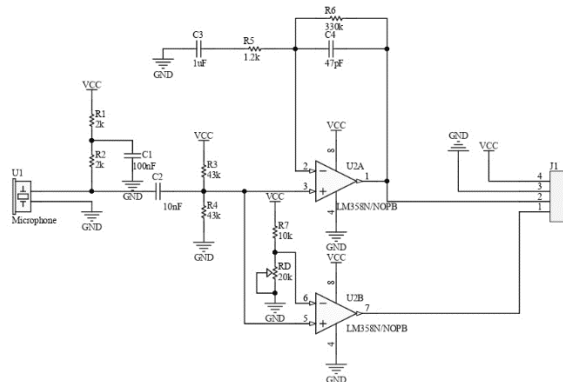 R6
330k
C3
R5
C4
1uF
1.2k
47pF
GND
VCC
R1
2k
VCC
VCC
8
GND
VCC
U1
R2
2k
C1
100nF
R3
43k
2
U2A
1
J1
C2
GND
3
4
3
2
1
10nF
R4
43k
VCC
LM358N/NOPB
Microphone
GND
R7
10k
4
GND
GND
VCC
RD
20k
8
6
U2B
7
GND
5
LM358N/NOPB
4
GND